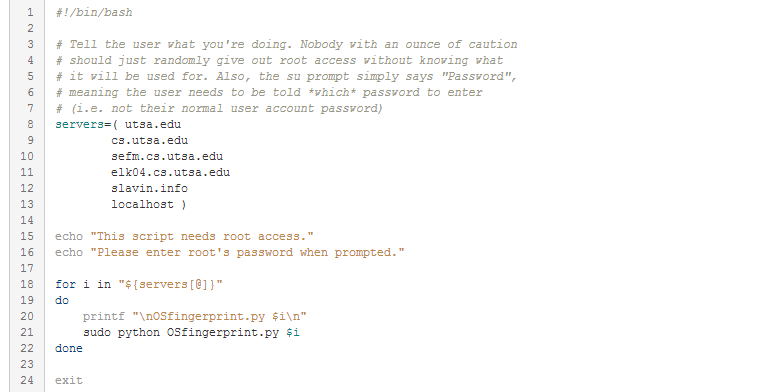 1 #!/bin/bash
2
3 # Tell the user what you're doing. Nobody with an ounce of caution
4 # should just randomly give out root access without knowing what
5 # it will be used for. Also, the su prompt simply says "Password",
6 # meaning the user needs to be told *which* password to enter
7 # (i.e. not their normal user account password)
8 servers=( utsa.edu
9         cs.utsa.edu
10         sefm.cs.utsa.edu
11         elk04.cs.utsa.edu
12         slavin.info
13         localhost )
14
15 echo "This script needs root access."
16 echo "Please enter root's password when prompted."
17
18 for i in "${servers[@]}"
19 do
20     printf "\nOSfingerprint.py $i\n"
21     sudo python OSfingerprint.py $i
22 done
23
24 exit